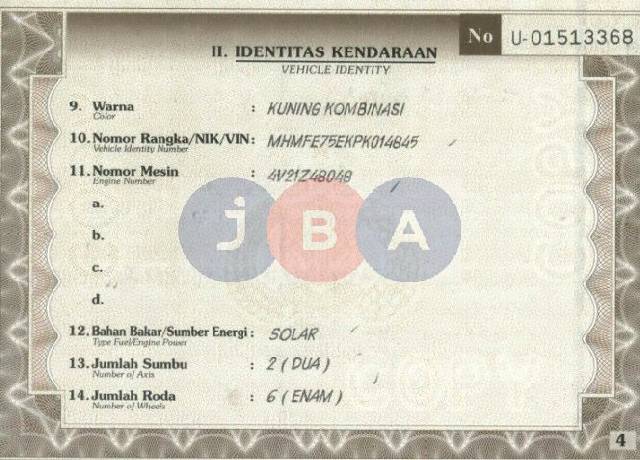 No U-01513368
II. IDENTITAS KENDARAAN
VEHICLE IDENTITY
9. Warna : KUNING KOMBINASI
Color
10. Nomor Rangka/NIK/VIN: MHMFE75EKPK014645
Vehicle Identity Number
11. Nomor Mesin : 4V21Z48048
Engine Number
a.
b.
JBA
c.
d.
12. Bahan Bakar/Sumber Energi : SOLAR
Type Fuel/Engine Power
13. Jumlah Sumbu : 2 ( DUA )
Number of Axis
14. Jumlah Roda : 6 ( ENAM )
Number of Wheels
4